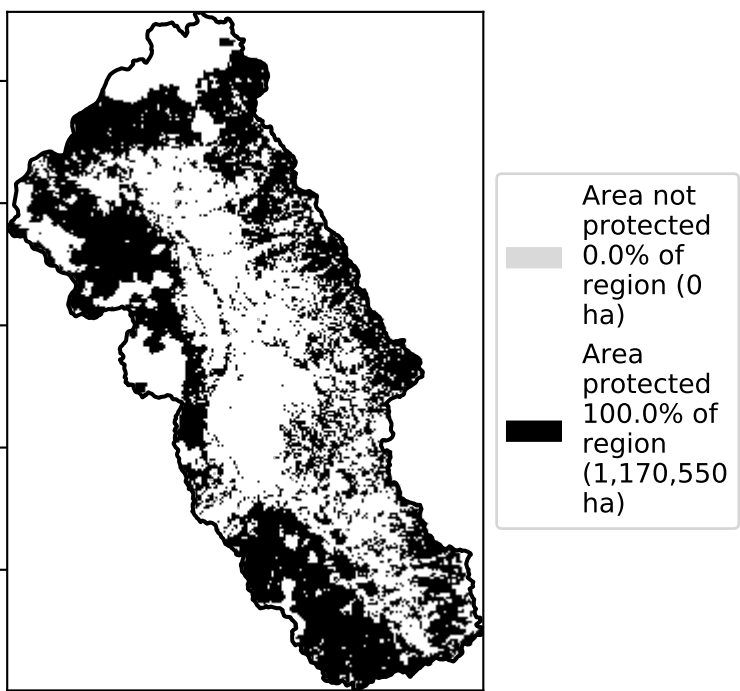 Area not
protected
0.0% of
region (0
ha)
Area
protected
100.0% of
region
(1,170,550
ha)